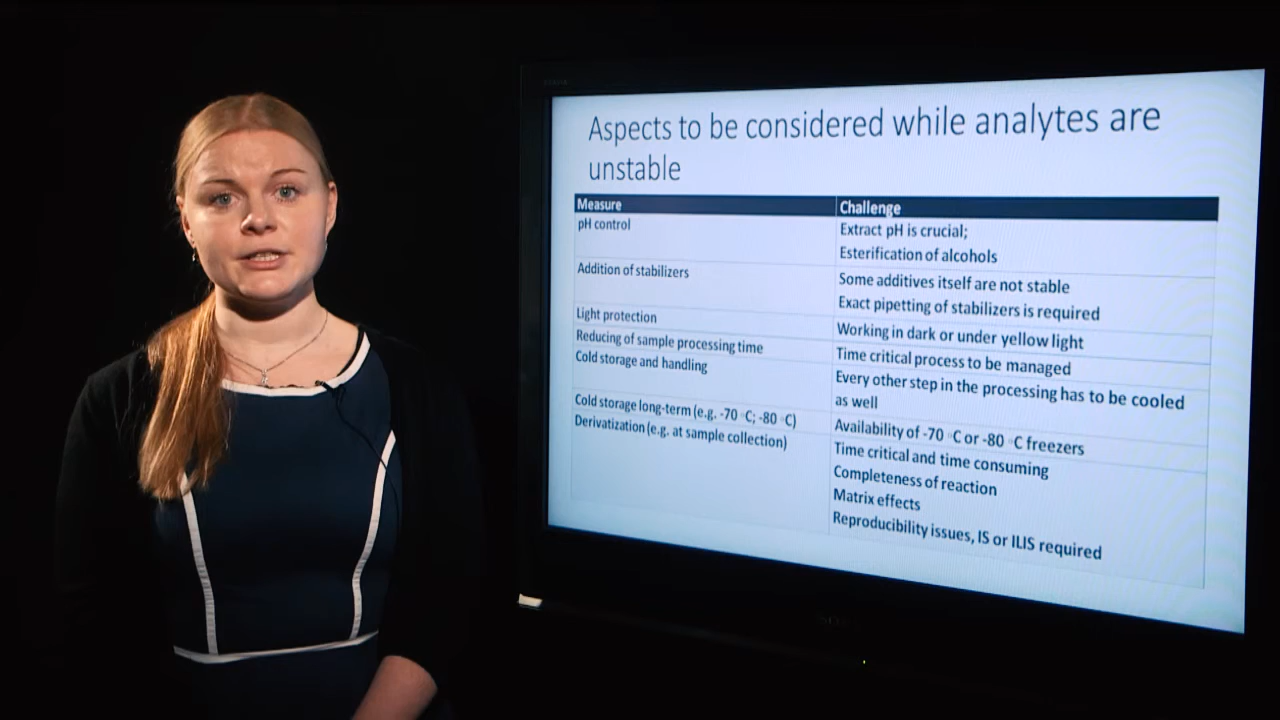 Aspects to be considered while analytes are
unstable
Measure
Challenge
pH control
Extract pH is crucial;
Esterification of alcohols
Addition of stabilizers
Some additives itself are not stable
Exact pipetting of stabilizers is required
Light protection
Working in dark or under yellow light
Reducing of sample processing time
Time critical process to be managed
Cold storage and handling
Every other step in the processing has to be cooled
as well
Cold storage long-term (e.g. -70 °C; -80 °C)
Availability of -70 °C or -80 °C freezers
Derivatization (e.g. at sample collection)
Time critical and time consuming
Completeness of reaction
Matrix effects
Reproducibility issues, IS or ILIS required
SONY